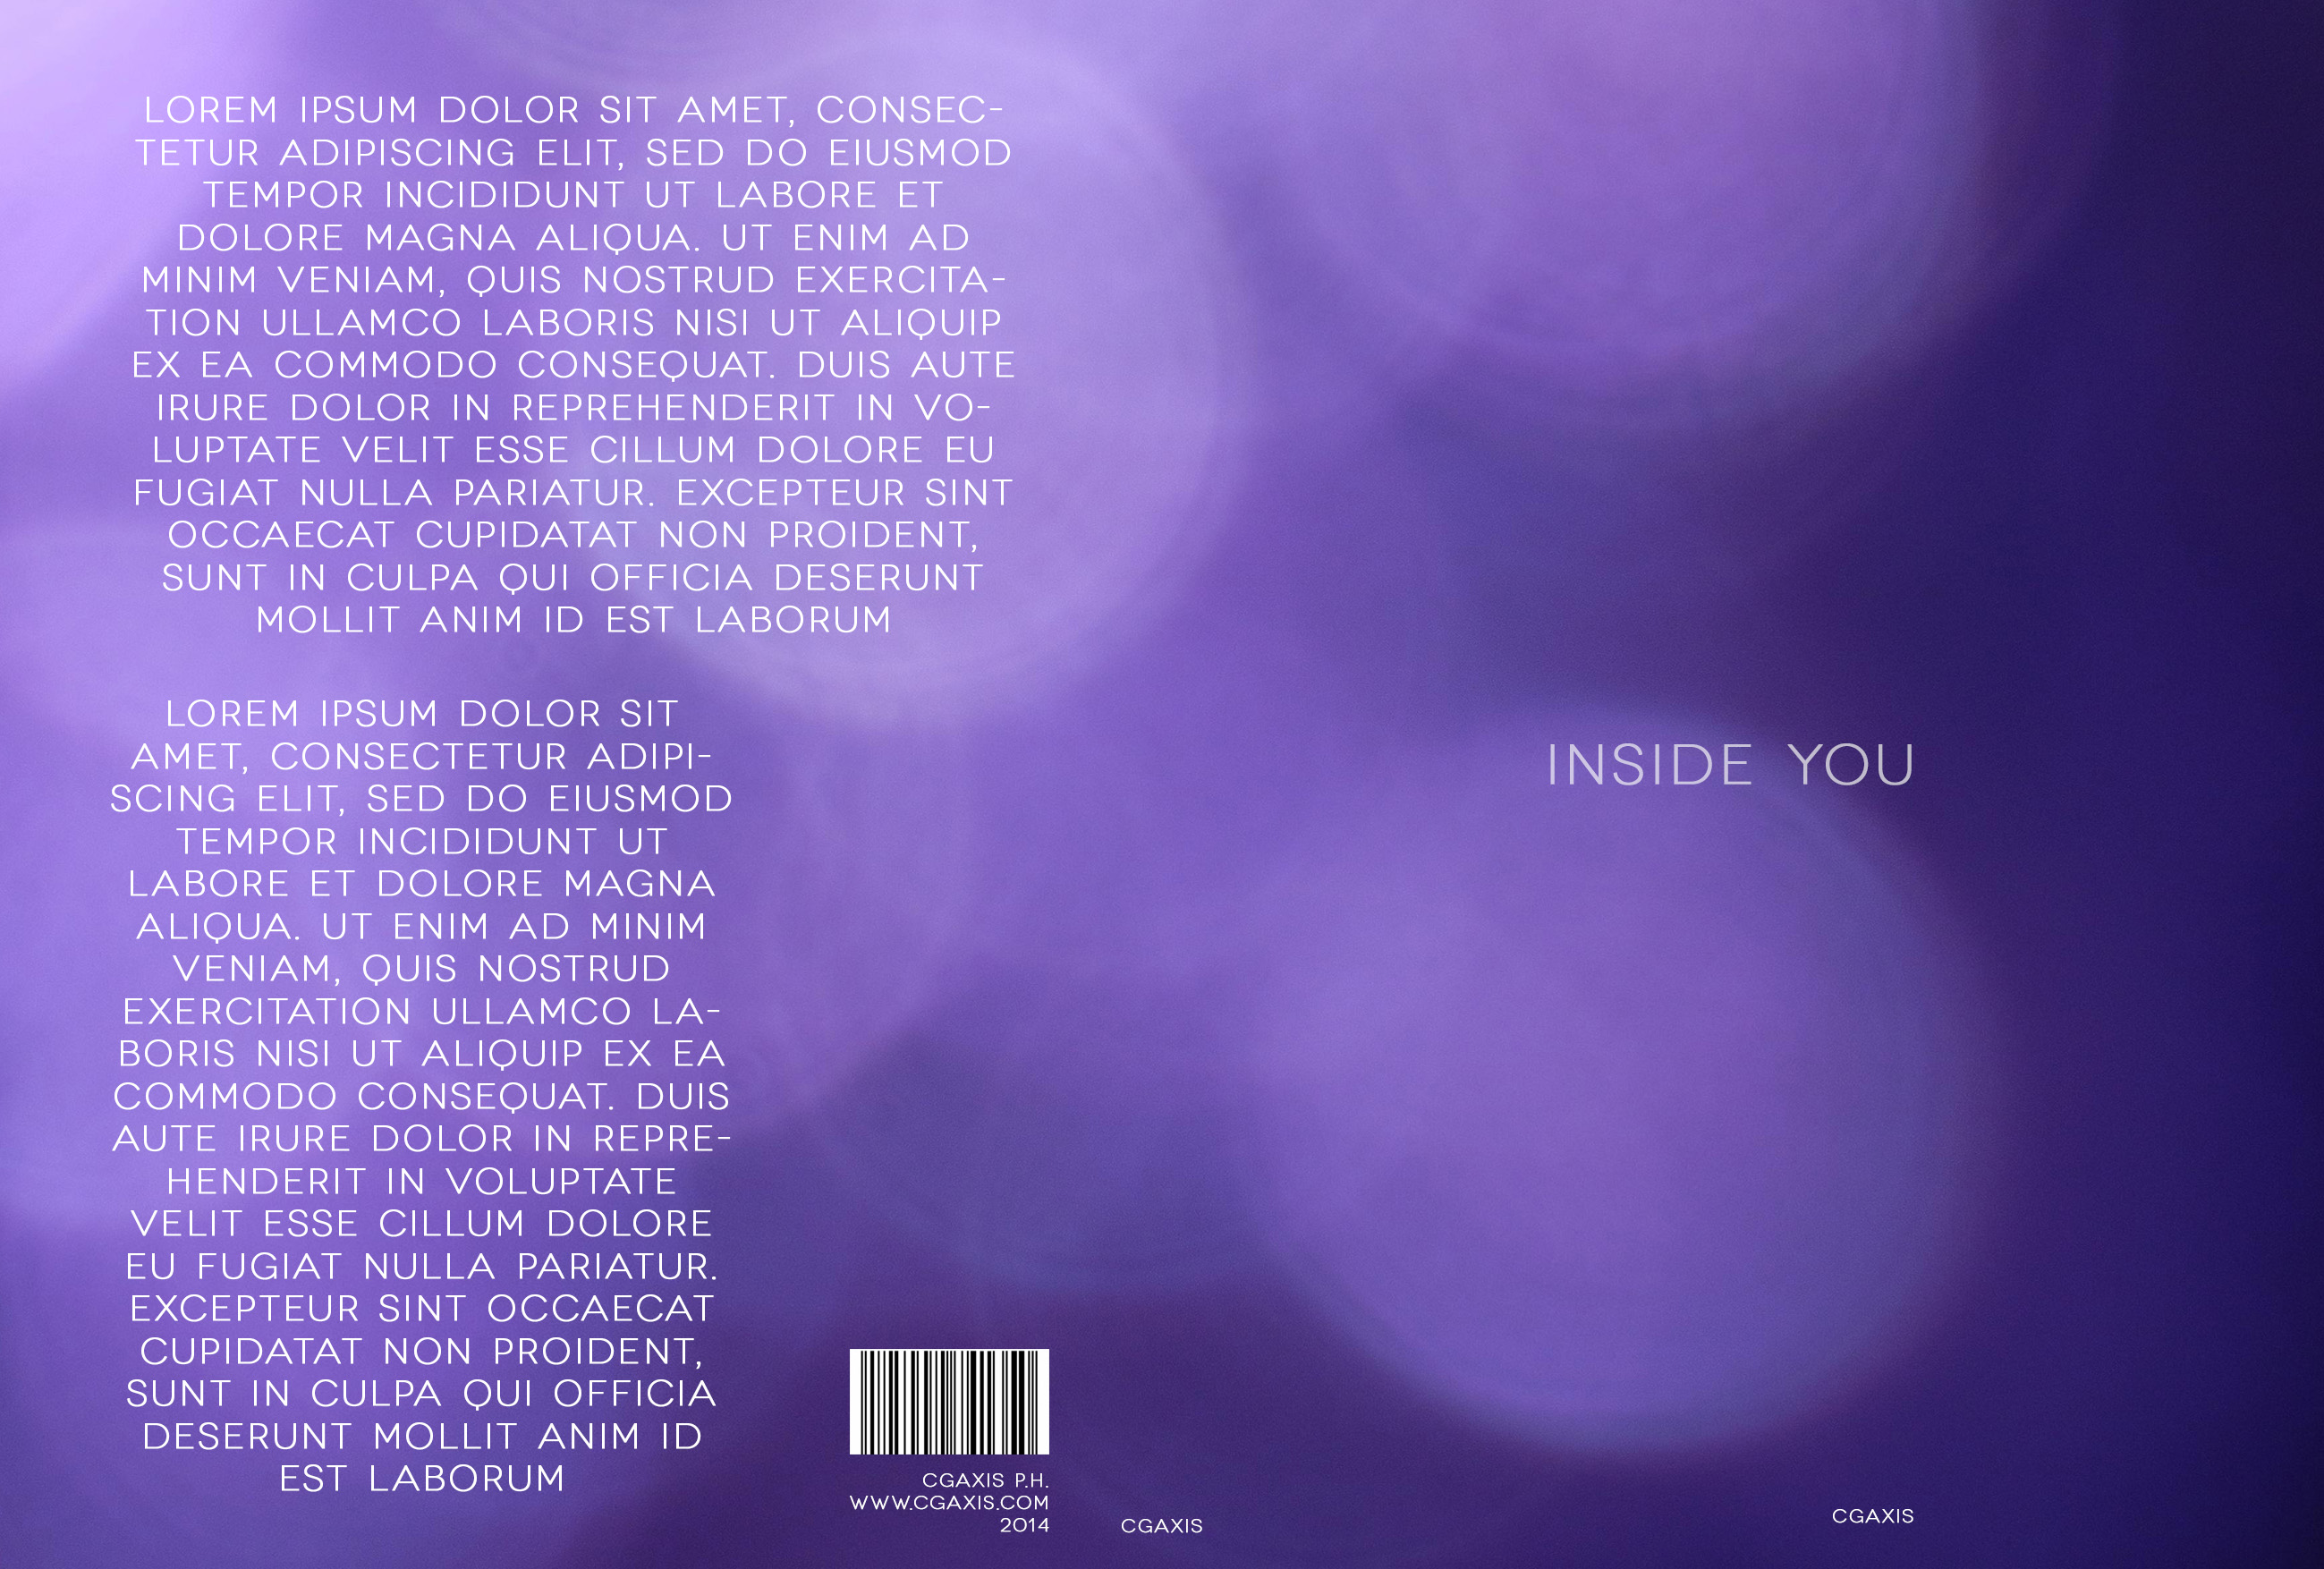 LOREM IPSUM DOLOR SIT AMET, CONSEC-
TETUR ADIPISCING ELIT, SED DO EIUSMOD
TEMPOR INCIDIDUNT UT LABORE ET
DOLORE MAGNA ALIQUA. UT ENIM AD
MINIM VENIAM, QUIS NOSTRUD EXERCITA-
TION ULLAMCO LABORIS NISI UT ALIQUIP
EX EA COMMODO CONSEQUAT. DUIS AUTE
IRURE DOLOR IN REPREHENDERIT IN VO-
LUPTATE VELIT ESSE CILLUM DOLORE EU
FUGIAT NULLA PARIATUR. EXCEPTEUR SINT
OCCAECAT CUPIDATAT NON PROIDENT,
SUNT IN CULPA QUI OFFICIA DESERUNT
MOLLIT ANIM ID EST LABORUM
LOREM IPSUM DOLOR SIT
AMET, CONSECTETUR ADIPI-
SCING ELIT, SED DO EIUSMOD
TEMPOR INCIDIDUNT UT
LABORE ET DOLORE MAGNA
ALIQUA. UT ENIM AD MINIM
VENIAM, QUIS NOSTRUD
EXERCITATION ULLAMCO LA-
BORIS NISI UT ALIQUIP EX EA
COMMODO CONSEQUAT. DUIS
AUTE IRURE DOLOR IN REPRE-
HENDERIT IN VOLUPTATE
VELIT ESSE CILLUM DOLORE
EU FUGIAT NULLA PARIATUR.
EXCEPTEUR SINT OCCAECAT
CUPIDATAT NON PROIDENT,
SUNT IN CULPA QUI OFFICIA
DESERUNT MOLLIT ANIM ID
EST LABORUM
CGAXIS P.H.
WWW.CGAXIS.COM
2014
CGAXIS
INSIDE YOU
CGAXIS